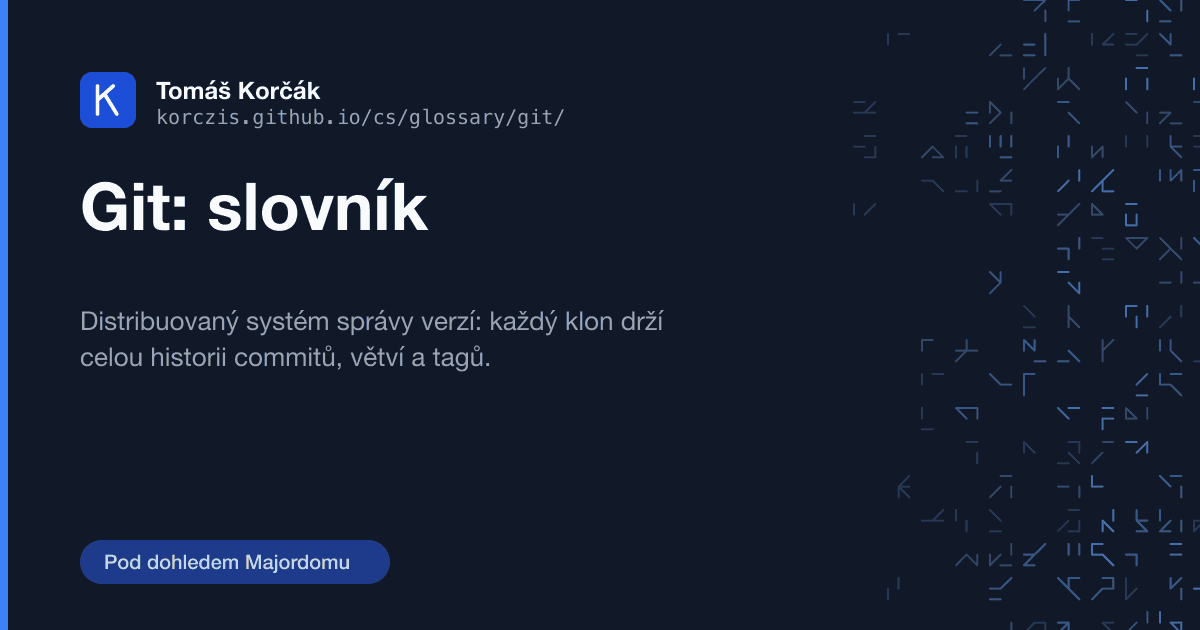 K
Tomáš Korčák
korczis.github.io/cs/glossary/git/
Git: slovník
Distribuovaný systém správy verzí: každý klon drží
celou historii commitů, větví a tagů.
Pod dohledem Majordomu